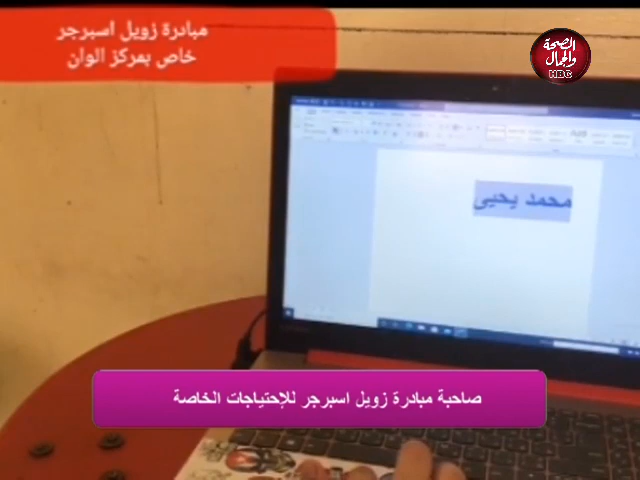 مبادرة زويل اسبرجر
خاص بمركز الوان
الصحة
والجمال
HBC
محمد يحيى
صاحبة مبادرة زويل اسبرجر للإحتياجات الخاصة